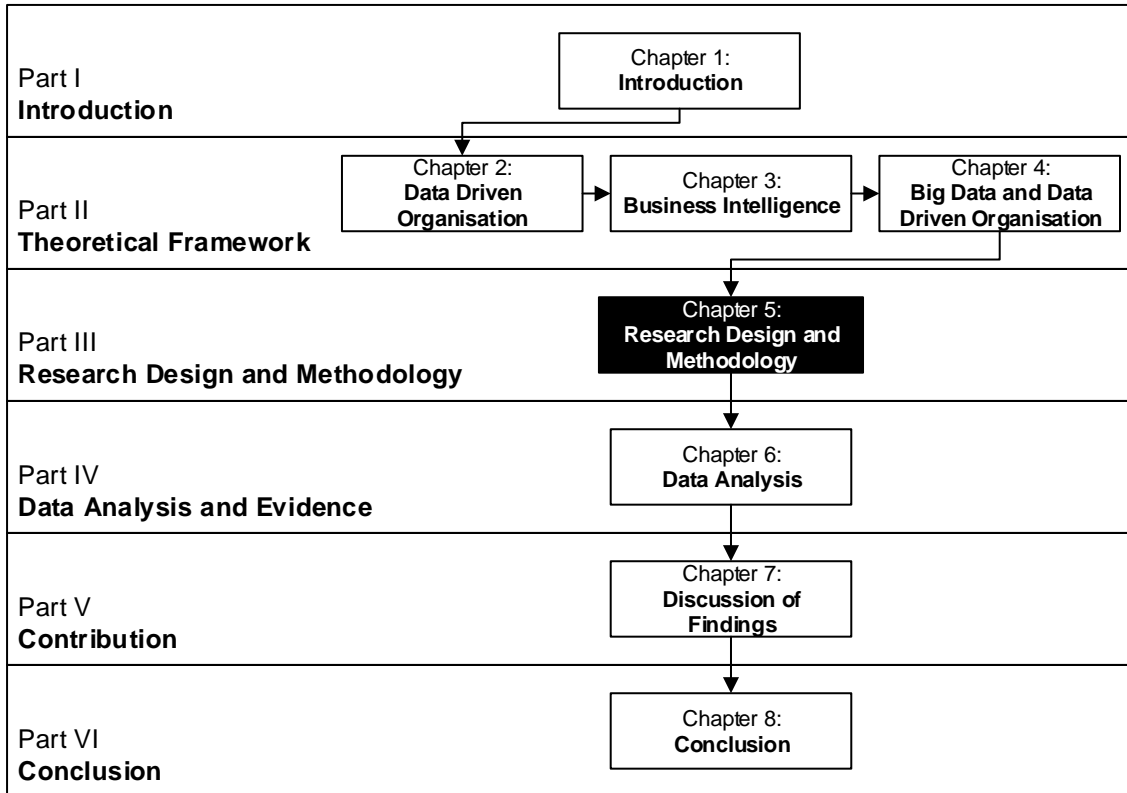 Part I
Introduction
Chapter 1:
Introduction
Part II
Theoretical Framework
Chapter 2:
Data Driven
Organisation
Chapter 3:
Business Intelligence
Chapter 4:
Big Data and Data
Driven Organisation
Part III
Research Design and Methodology
Chapter 5:
Research Design and
Methodology
Part IV
Data Analysis and Evidence
Chapter 6:
Data Analysis
Part V
Contribution
Chapter 7:
Discussion of
Findings
Part VI
Conclusion
Chapter 8:
Conclusion